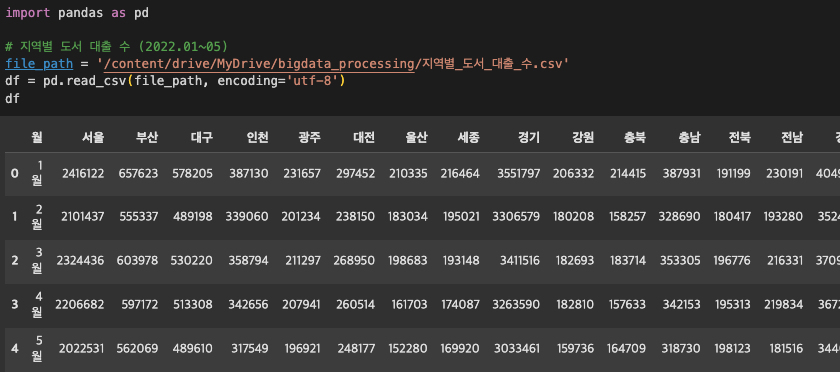 import pandas as pd
# 지역별 도서 대출 수 (2022.01~05)
file_path = '/content/drive/MyDrive/bigdata_processing/지역별_도서_대출_수.csv'
df = pd.read_csv(file_path, encoding='utf-8')
df
월 서울 부산 대구 인천 광주 대전 울산 세종 경기 강원 충북 충남 전북 전남
0 1월 2416122 657623 578205 387130 231657 297452 210335 216464 3551797 206332 214415 387931 191199 230191 404
1 2월 2101437 555337 489198 339060 201234 238150 183034 195021 3306579 180208 158257 328690 180417 193280 352
2 3월 2324436 603978 530220 358794 211297 268950 198683 193148 3411516 182693 183714 353305 196776 216331 370
3 4월 2206682 597172 513308 342656 207941 260514 161703 174087 3263590 182810 157633 342153 195313 219834 367
4 5월 2022531 562069 489610 317549 196921 248177 152280 169920 3033461 159736 164709 318730 198123 181516 344